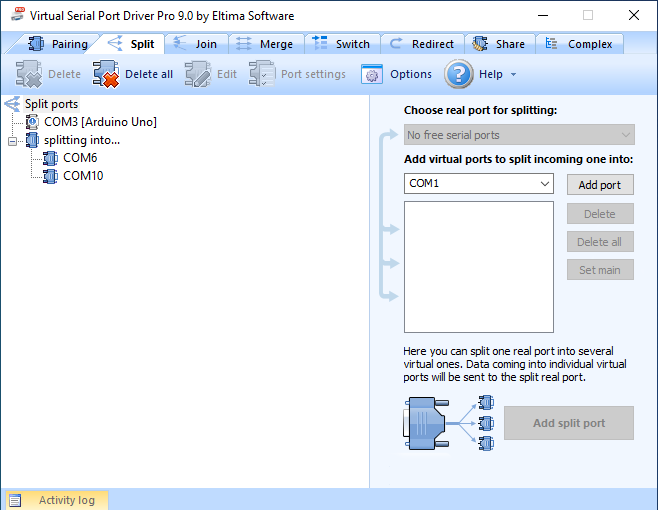 Virtual Serial Port Driver Pro 9.0 by Eltima Software
Pairing Split Join Merge Switch Redirect Share Complex
Delete Delete all Edit Port settings Options Help
Split ports
COM3 [Arduino Uno]
splitting into...
COM6
COM10
Choose real port for splitting:
No free serial ports
Add virtual ports to split incoming one into:
COM1
Add port
Delete
Delete all
Set main
Here you can split one real port into several
virtual ones. Data coming into individual virtual
ports will be sent to the split real port.
Add split port
Activity log